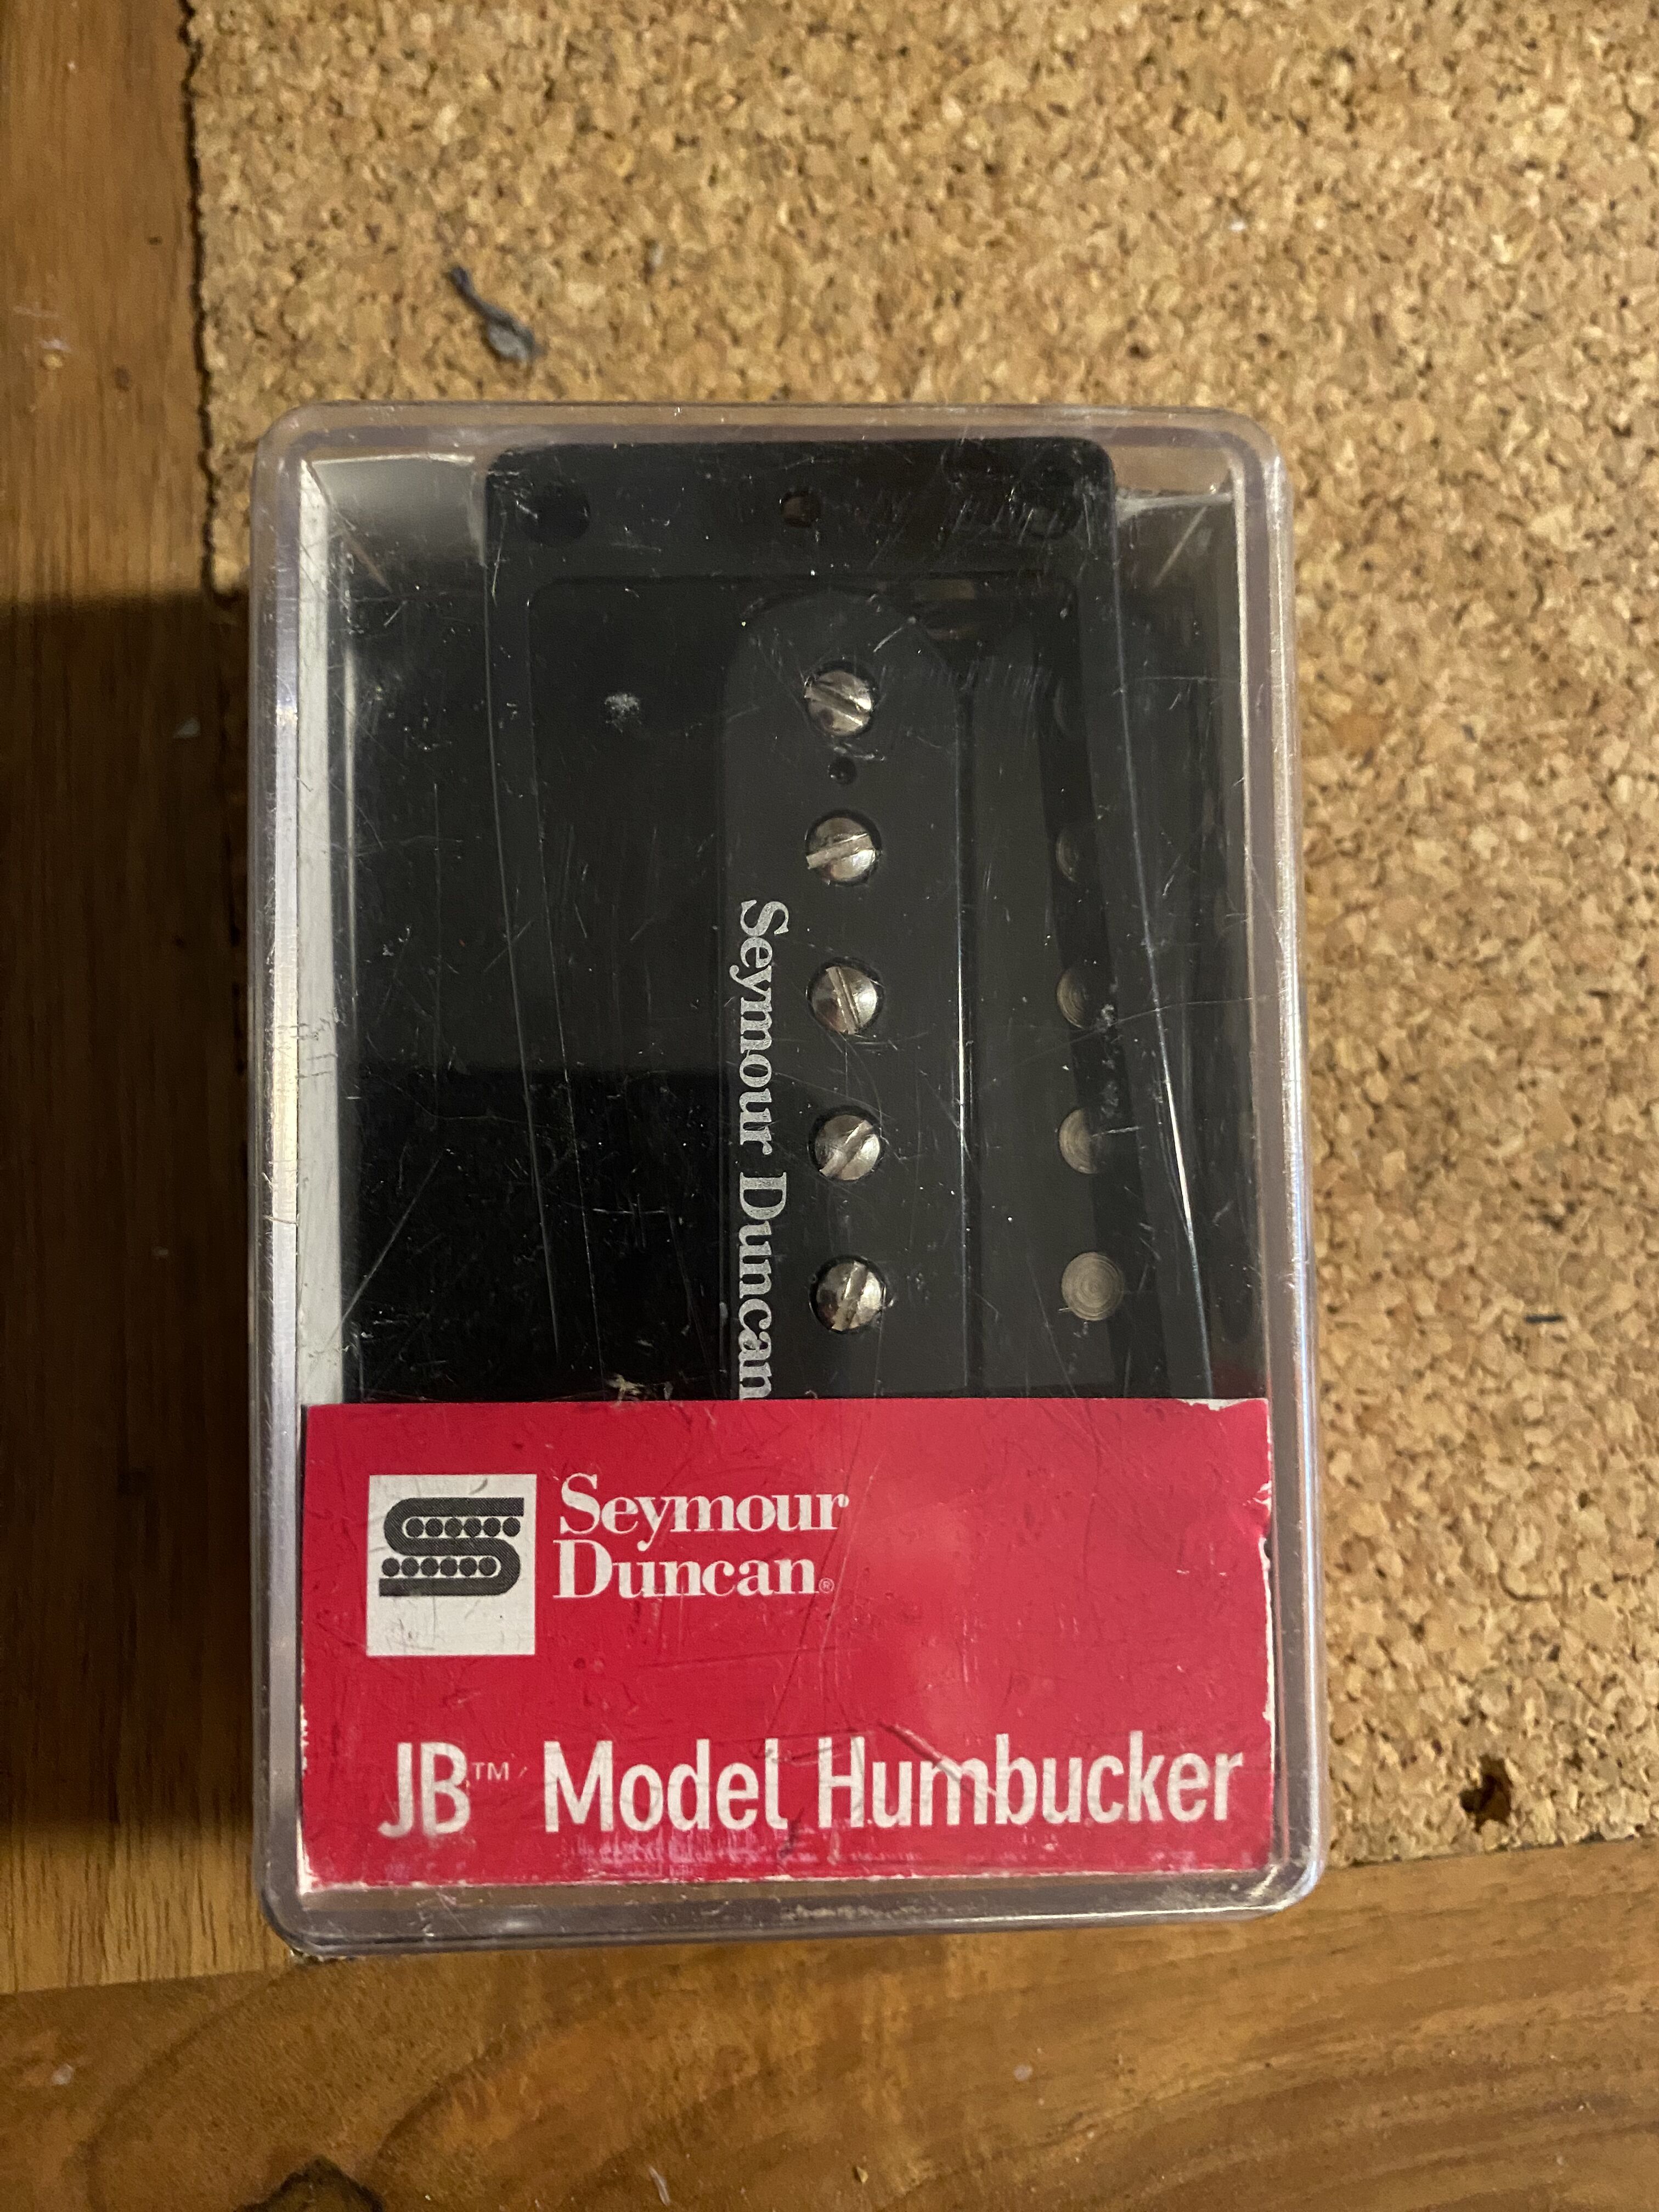 Seymour Duncan
Seymour
Duncan®
JB™ Model Humbucker